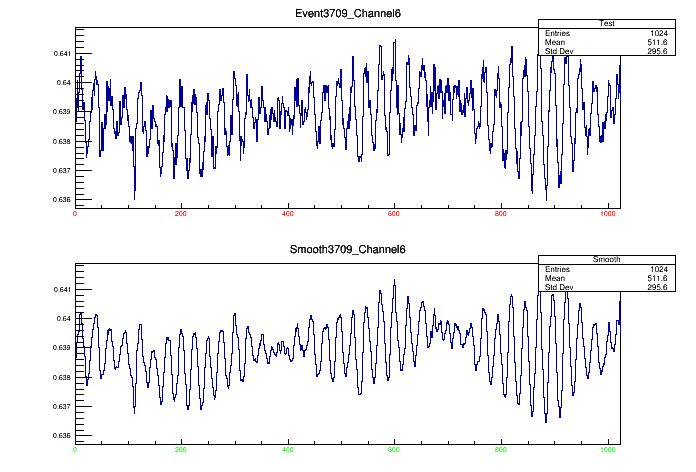 Event3709_Channel6
Test
Entries 1024
Mean 511.6
Std Dev 295.6
0.641
0.64
0.639
0.638
0.637
0.636
0 200 400 600 800 1000
Smooth3709_Channel6
Smooth
Entries 1024
Mean 511.6
Std Dev 295.6
0.641
0.64
0.639
0.638
0.637
0.636
0 200 400 600 800 1000